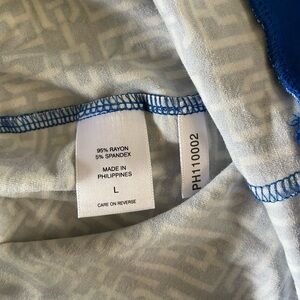 95% RAYON
5% SPANDEX
MADE IN
PHILIPPINES
L
CARE ON REVERSE
PH110002